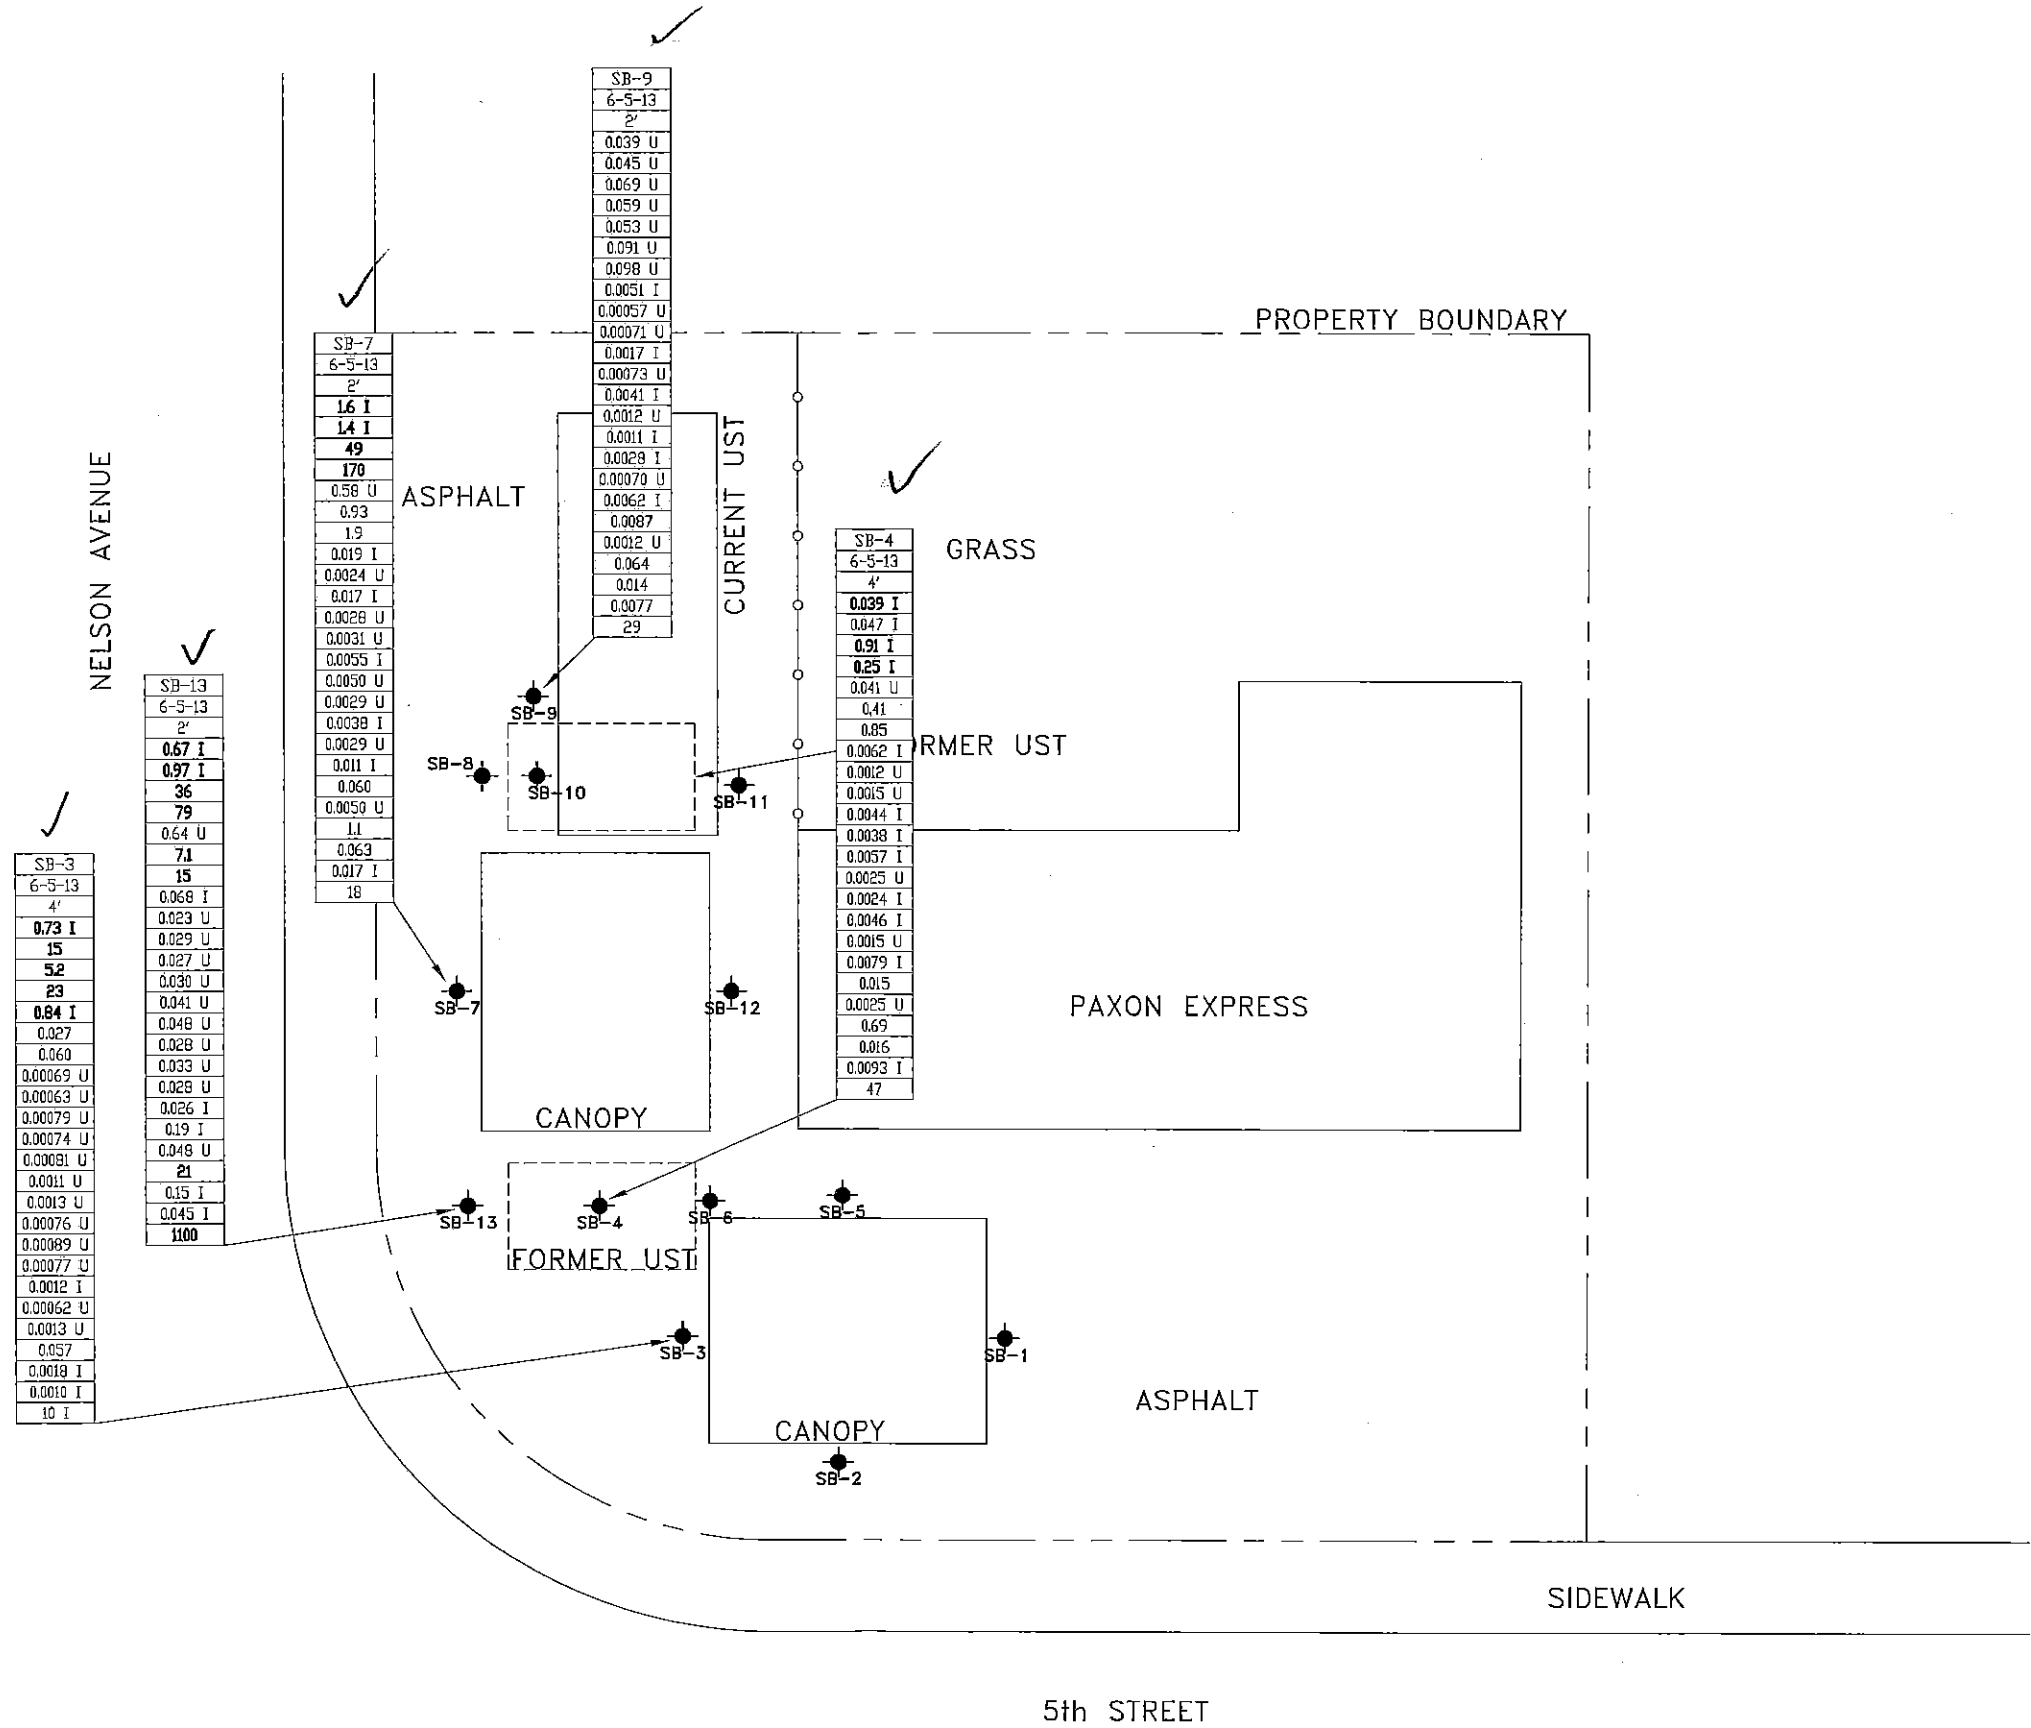 SB-9
6-5-13
2'
0.039 U
0.045 U
0.069 U
0.059 U
0.053 U
0.091 U
0.098 U
0.0051 I
0.00057 U
0.00071 U
0.0017 I
0.00073 U
0.0041 I
0.0012 U
0.0011 I
0.0028 I
0.00070 U
0.0062 I
0.0087
0.0012 U
0.064
0.014
0.0077
29
PROPERTY BOUNDARY
SB-7
6-5-13
2'
1.6 I
1.4 I
49
170
0.58 U
0.93
1.9
0.019 I
0.0024 U
0.017 I
0.0028 U
0.0031 U
0.0055 I
0.0050 U
0.0029 U
0.0038 I
0.0029 U
0.011 I
0.060
0.0050 U
1.1
0.063
0.017 I
18
ASPHALT
CURRENT UST
NELSON AVENUE
SB-4
6-5-13
4'
0.039 I
0.047 I
0.91 I
0.25 I
0.041 U
0.41
0.85
0.0062 I
0.0012 U
0.0015 U
0.0044 I
0.0038 I
0.0057 I
0.0025 U
0.0024 I
0.0046 I
0.0015 U
0.0079 I
0.015
0.0025 U
0.69
0.016
0.0093 I
47
GRASS
SB-13
6-5-13
2'
0.67 I
0.97 I
36
79
0.64 U
7.1
15
0.068 I
0.023 U
0.029 U
0.027 U
0.030 U
0.041 U
0.048 U
0.028 U
0.033 U
0.028 U
0.026 I
0.19 I
0.048 U
21
0.15 I
0.045 I
1100
SB-3
6-5-13
4'
0.73 I
15
5.2
23
0.84 I
0.027
0.060
0.00069 U
0.00063 U
0.00079 U
0.00074 U
0.00081 U
0.0011 U
0.0013 U
0.00076 U
0.00089 U
0.00077 U
0.0012 I
0.00062 U
0.0013 U
0.057
0.0018 I
0.0010 I
10 I
SB-9
RMER UST
SB-8
SB-10
SB-11
SB-7
SB-12
PAXON EXPRESS
CANOPY
SB-13
SB-4
SB-6
SB-5
FORMER UST
SB-3
SB-1
ASPHALT
CANOPY
SB-2
SIDEWALK
5th STREET